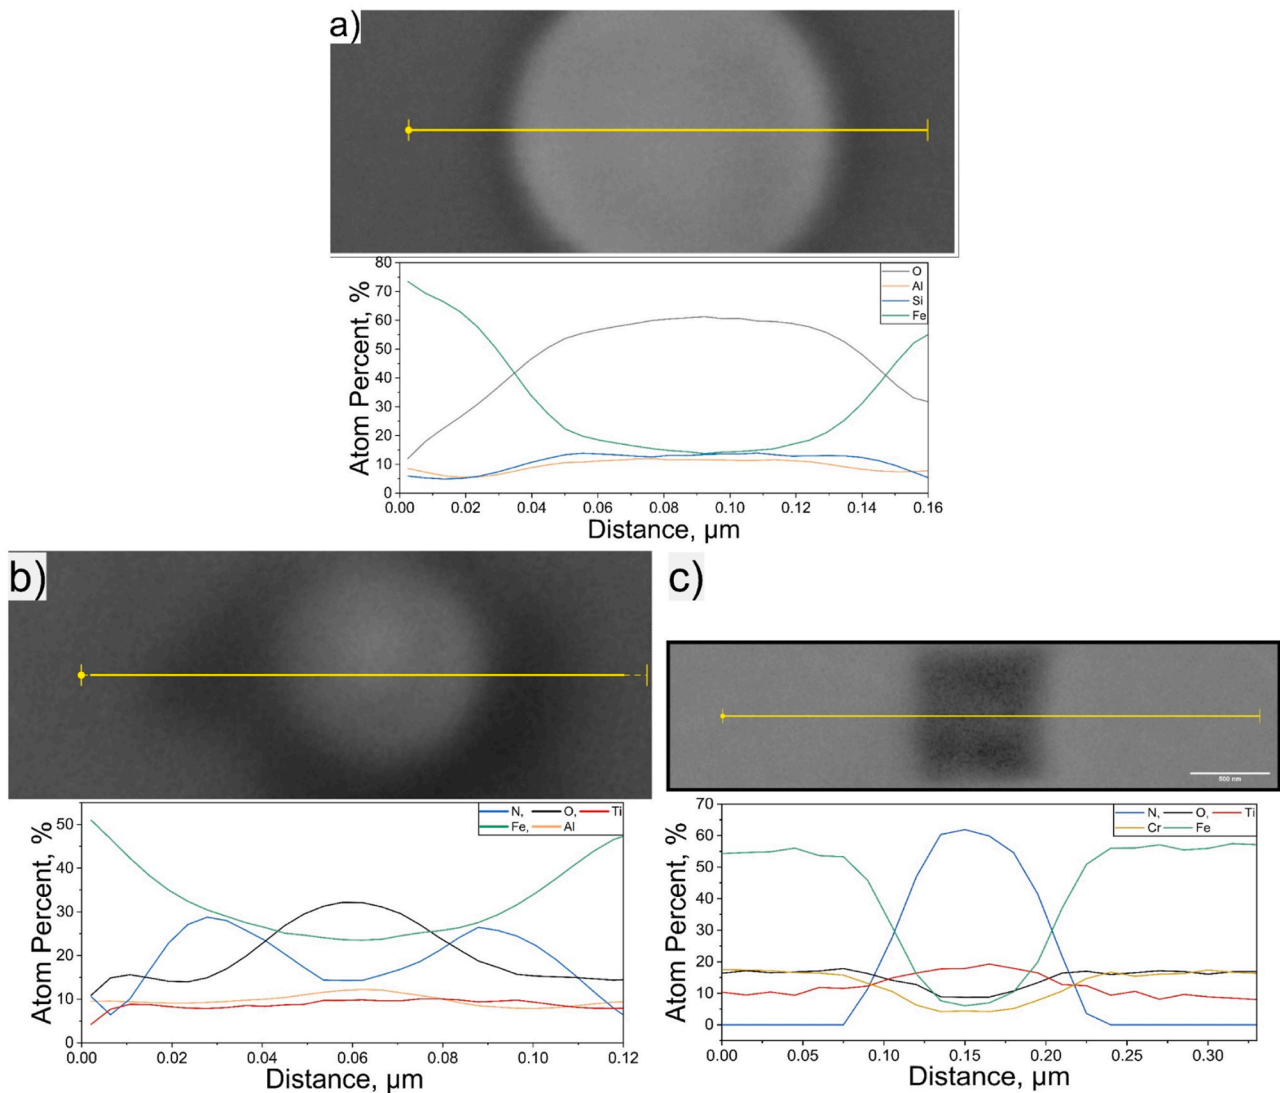 a)
80
70
60
50
40
30
20
10
0
Atom Percent, %
O
Al
Si
Fe
0.00 0.02 0.04 0.06 0.08 0.10 0.12 0.14 0.16
Distance, µm
b)
c)
500 nm
N, O, Ti
Fe, Al
50
40
30
20
10
0
Atom Percent, %
0.00 0.02 0.04 0.06 0.08 0.10 0.12
Distance, µm
N, O, Ti
Cr Fe
70
60
50
40
30
20
10
0
Atom Percent, %
0.00 0.05 0.10 0.15 0.20 0.25 0.30
Distance, µm